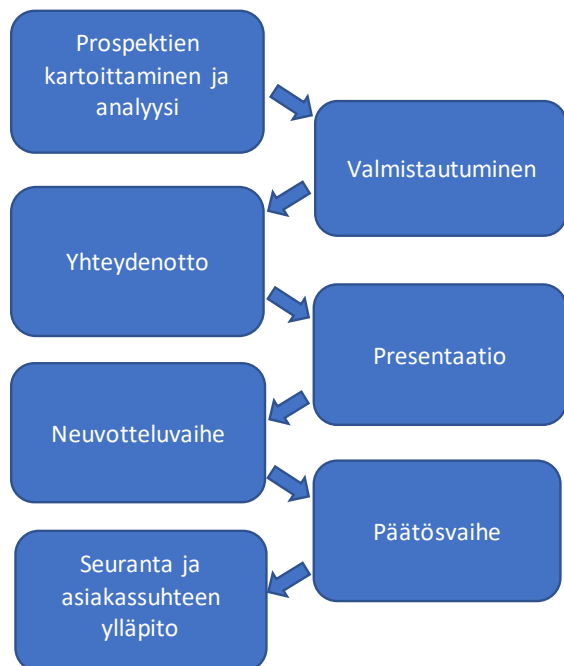 Prospektien
kartoittaminen ja
analyysi
Valmistautuminen
Yhteydenotto
Presentaatio
Neuvotteluvaihe
Päätösvaihe
Seuranta ja
asiakassuhteen
ylläpito